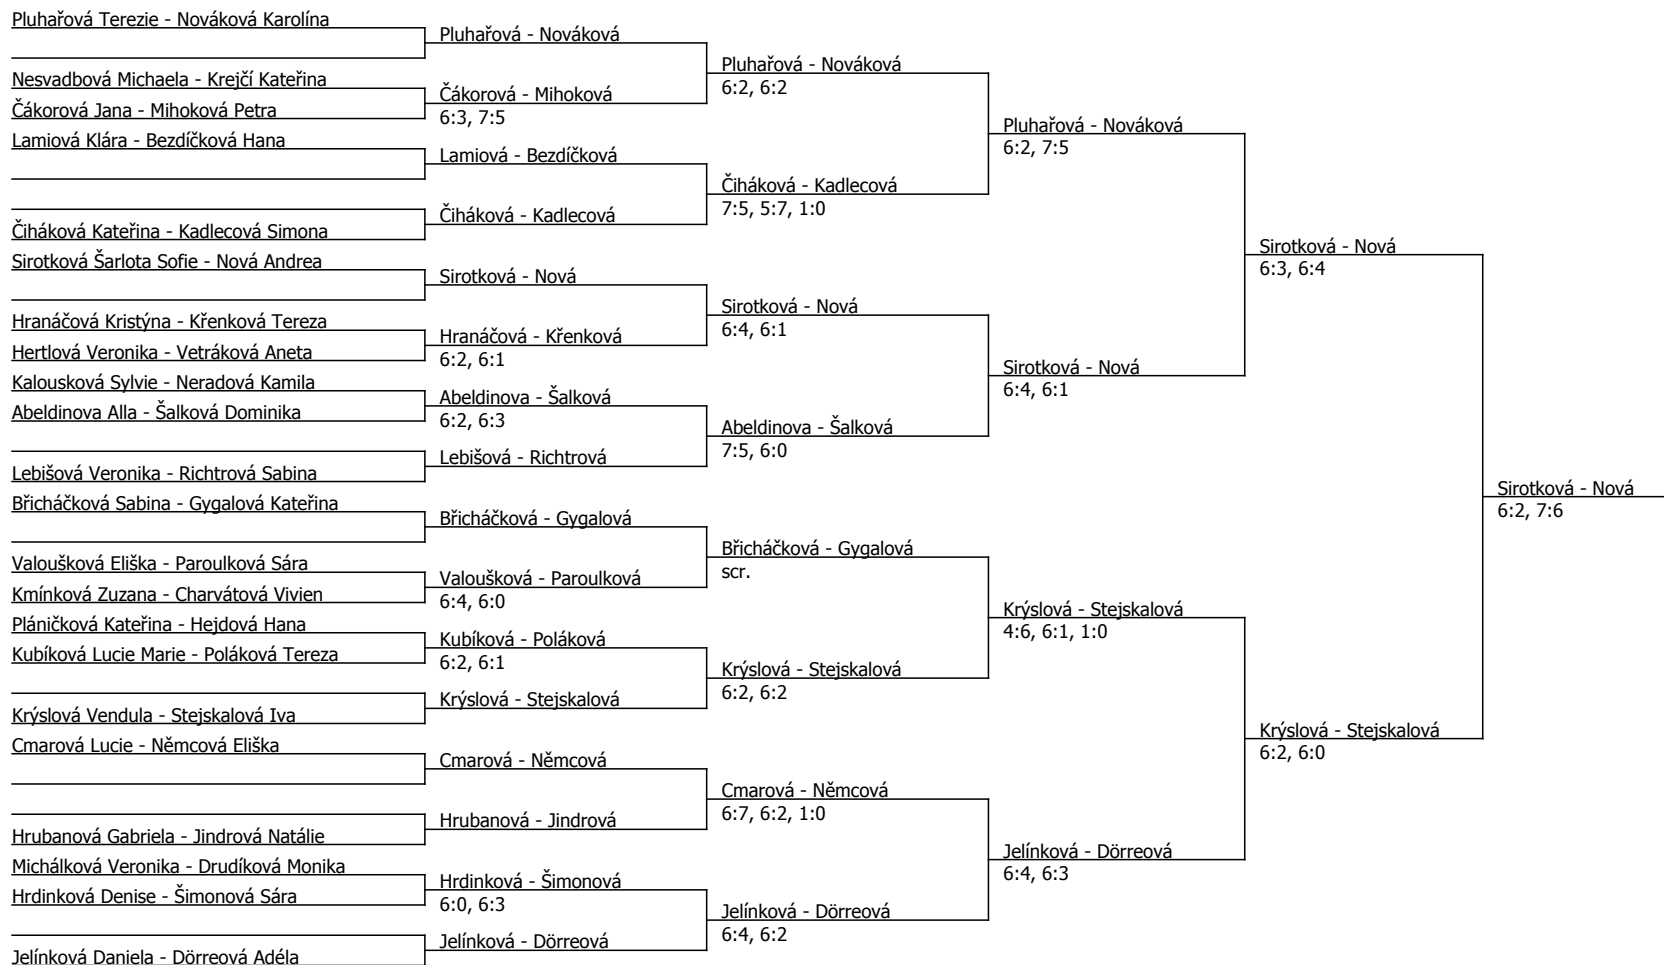 Pluhařová Terezie - Nováková Karolína
Nesvadbová Michaela - Krejčí Kateřina
Čákorová Jana - Mihoková Petra
Lamiová Klára - Bezdíčková Hana
Čiháková Kateřina - Kadlecová Simona
Sirotková Šarlota Sofie - Nová Andrea
Hranáčová Kristýna - Křenková Tereza
Hertlová Veronika - Vetráková Aneta
Kalousková Sylvie - Neradová Kamila
Abeldinova Alla - Šalková Dominika
Lebišová Veronika - Richtrová Sabina
Břicháčková Sabina - Gygalová Kateřina
Valoušková Eliška - Paroulková Sára
Kmínková Zuzana - Charvátová Vivien
Pláničková Kateřina - Hejdová Hana
Kubíková Lucie Marie - Poláková Tereza
Krýslová Vendula - Stejskalová Iva
Cmarová Lucie - Němcová Eliška
Hrubanová Gabriela - Jindrová Natálie
Michálková Veronika - Drudíková Monika
Hrdinková Denise - Šimonová Sára
Jelínková Daniela - Dörreová Adéla
Pluhařová - Nováková
Čákorová - Mihoková
6:3, 7:5
Lamiová - Bezdíčková
Čiháková - Kadlecová
Sirotková - Nová
Hranáčová - Křenková
6:2, 6:1
Abeldinova - Šalková
6:2, 6:3
Lebišová - Richtrová
Břicháčková - Gygalová
Valoušková - Paroulková
6:4, 6:0
Kubíková - Poláková
6:2, 6:1
Krýslová - Stejskalová
Cmarová - Němcová
Hrubanová - Jindrová
Hrdinková - Šimonová
6:0, 6:3
Jelínková - Dörreová
Pluhařová - Nováková
6:2, 6:2
Čiháková - Kadlecová
7:5, 5:7, 1:0
Sirotková - Nová
6:4, 6:1
Abeldinova - Šalková
7:5, 6:0
Břicháčková - Gygalová
scr.
Krýslová - Stejskalová
6:2, 6:2
Cmarová - Němcová
6:7, 6:2, 1:0
Jelínková - Dörreová
6:4, 6:2
Pluhařová - Nováková
6:2, 7:5
Sirotková - Nová
6:4, 6:1
Krýslová - Stejskalová
4:6, 6:1, 1:0
Jelínková - Dörreová
6:4, 6:3
Sirotková - Nová
6:3, 6:4
Krýslová - Stejskalová
6:2, 6:0
Sirotková - Nová
6:2, 7:6